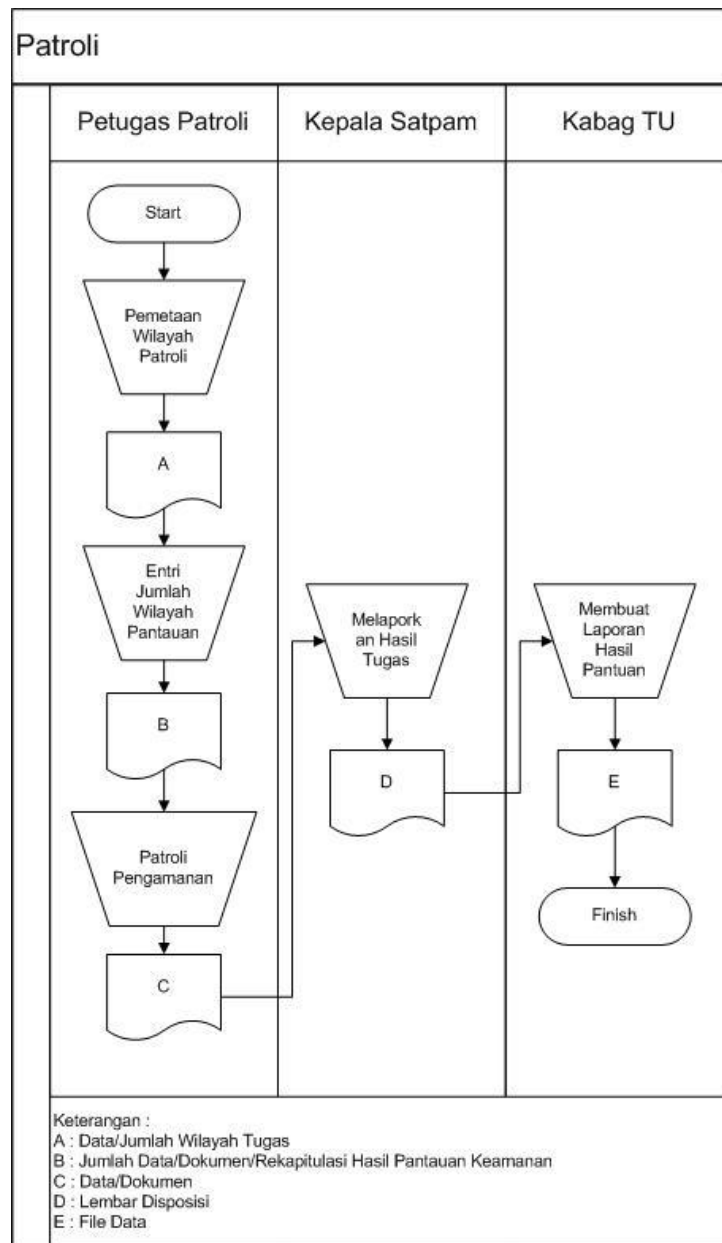 Patroli
Petugas Patroli
Kepala Satpam
Kabag TU
Start
Pemetaan
Wilayah
Patroli
A
Entri
Jumlah
Wilayah
Pantauan
B
Patroli
Pengamanan
C
Melapork
an Hasil
Tugas
D
Membuat
Laporan
Hasil
Pantuan
E
Finish
Keterangan :
A : Data/Jumlah Wilayah Tugas
B : Jumlah Data/Dokumen/Rekapitulasi Hasil Pantauan Keamanan
C : Data/Dokumen
D : Lembar Disposisi
E : File Data